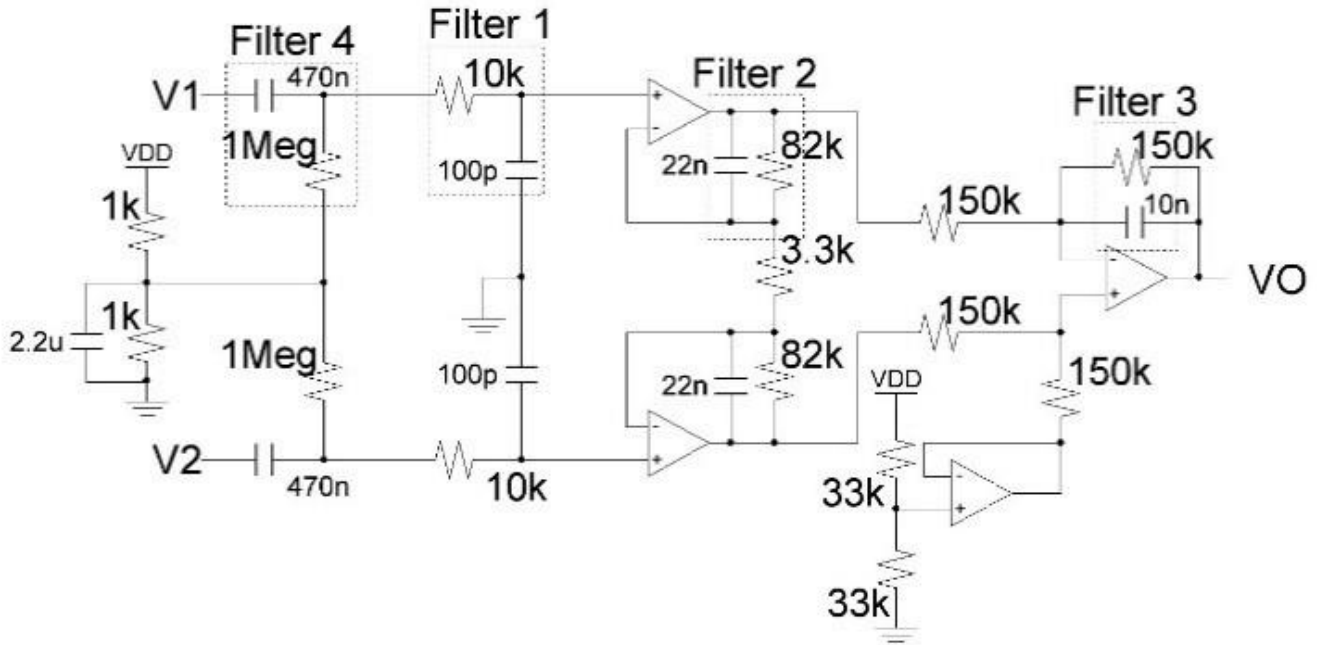 Filter 1
Filter 4
470n
10k
Filter 2
Filter 3
V1
VDD
1Meg
100p
22n
82k
150k
1k
150k
10n
3.3k
VO
1k
2.2u
1Meg
150k
82k
100p
22n
VDD
150k
V2
470n
10k
33k
33k